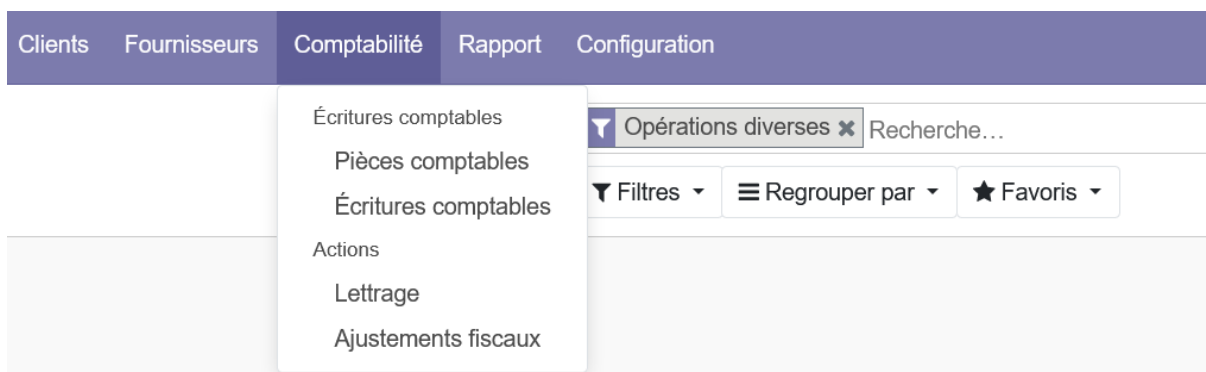 Clients Fournisseurs Comptabilité Rapport Configuration
Écritures comptables
Pièces comptables
Écritures comptables
Actions
Lettrage
Ajustements fiscaux
Opérations diverses Recherche...
Filtres Regrouper par Favoris